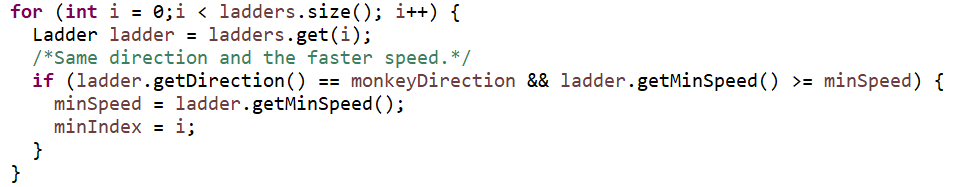 for (int i = 0;i < ladders.size(); i++) {
  Ladder ladder = ladders.get(i);
  /*Same direction and the faster speed.*/
  if (ladder.getDirection() == monkeyDirection && ladder.getMinSpeed() >= minSpeed) {
    minSpeed = ladder.getMinSpeed();
    minIndex = i;
  }
}